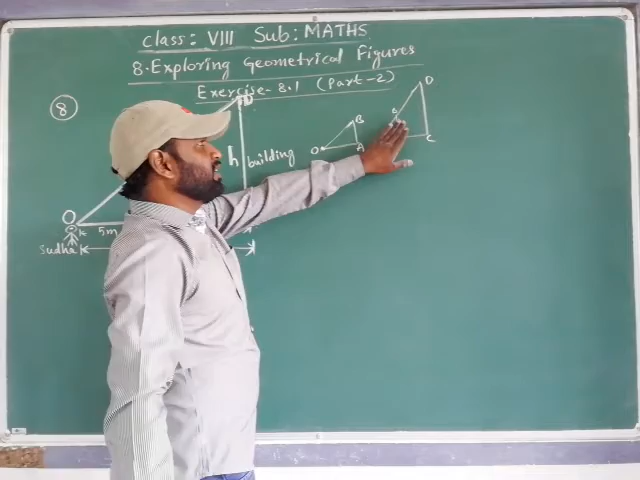 Class: VIII Sub: MATHS
8. Exploring Geometrical Figures
Exercise - 8.1 (Part-2)
8
D
h building
O
5m
Sudha
B
O A
D
C